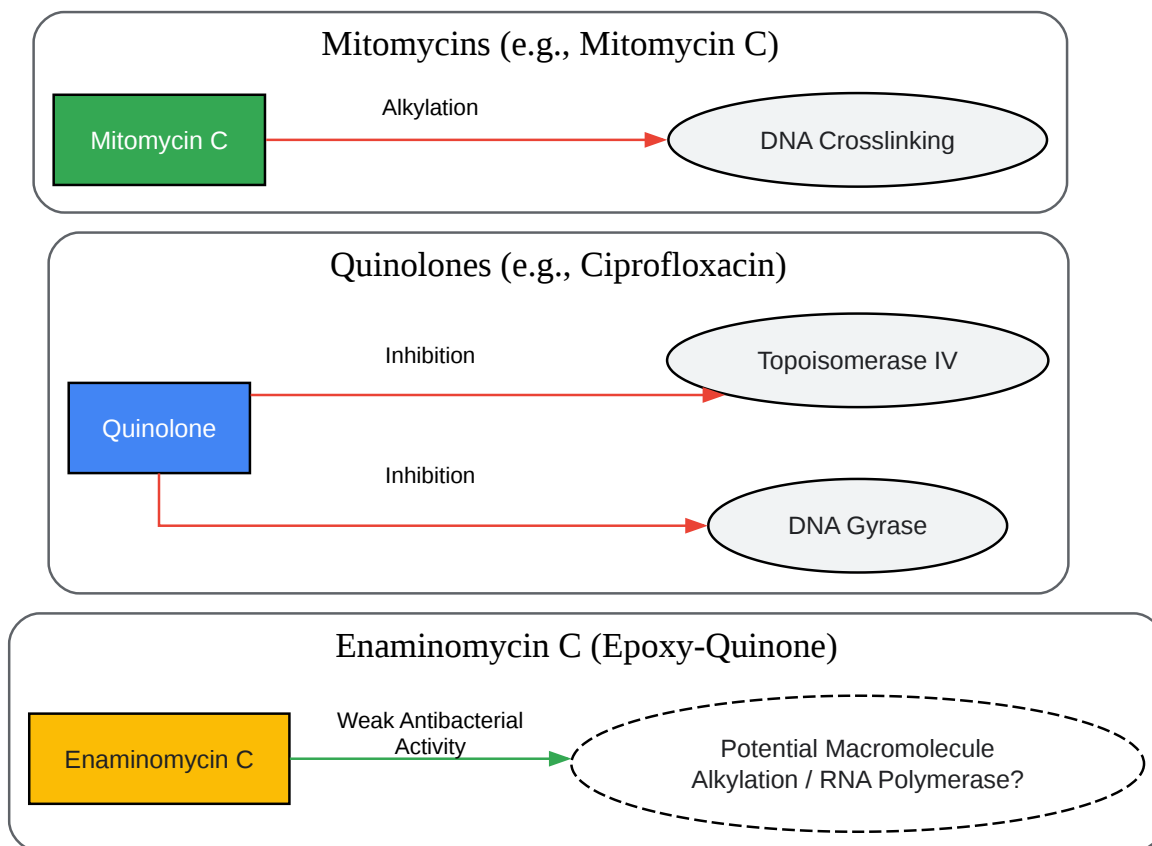 Mitomycins (e.g., Mitomycin C)
Alkylation
Mitomycin C
DNA Crosslinking
Quinolones (e.g., Ciprofloxacin)
Inhibition
Topoisomerase IV
Quinolone
Inhibition
DNA Gyrase
Enaminomycin C (Epoxy-Quinone)
Weak Antibacterial
Activity
Enaminomycin C
Potential Macromolecule
Alkylation / RNA Polymerase?